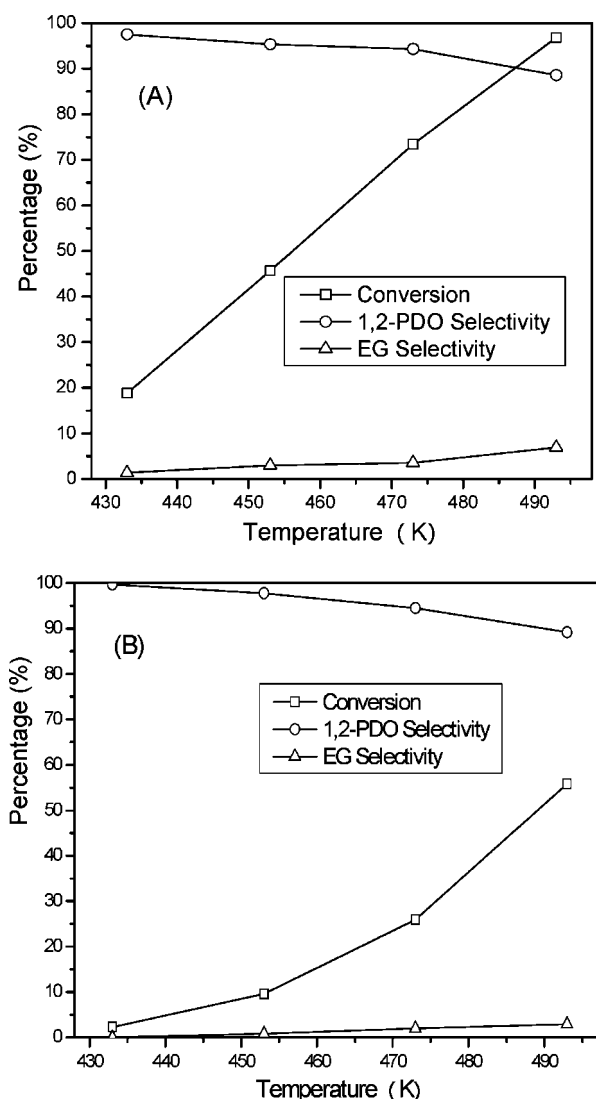 100
90
80
70
60
50
40
30
20
10
0
Percentage (%)
(A)
Conversion
1,2-PDO Selectivity
EG Selectivity
430 440 450 460 470 480 490
Temperature ( K)
100
90
80
70
60
50
40
30
20
10
0
Percentage (%)
(B)
Conversion
1,2-PDO Selectivity
EG Selectivity
430 440 450 460 470 480 490
Temperature ( K)